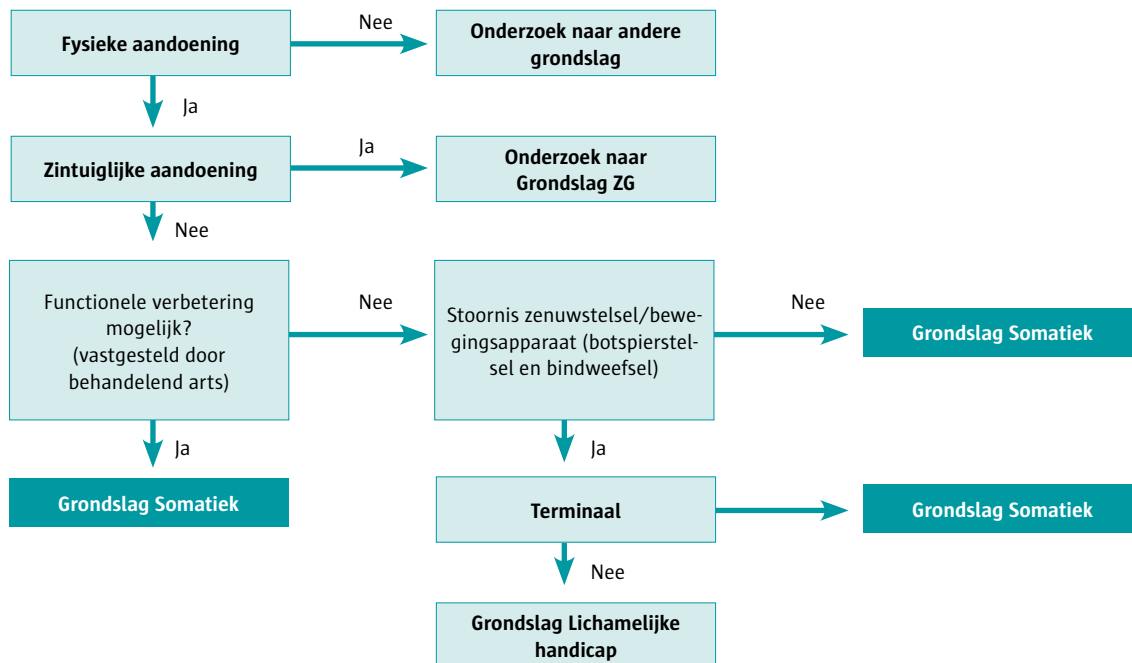 Fysieke aandoening
Nee
Onderzoek naar andere
grondslag
Ja
Zintuiglijke aandoening
Ja
Onderzoek naar
Grondslag ZG
Nee
Functionele verbetering
mogelijk?
(vastgesteld door
behandelend arts)
Nee
Stoornis zenuwstelsel/bewe-
gingsapparaat (botspierstel-
sel en bindweefsel)
Nee
Grondslag Somatiek
Ja
Grondslag Somatiek
Ja
Terminaal
Grondslag Somatiek
Nee
Grondslag Lichamelijke
handicap